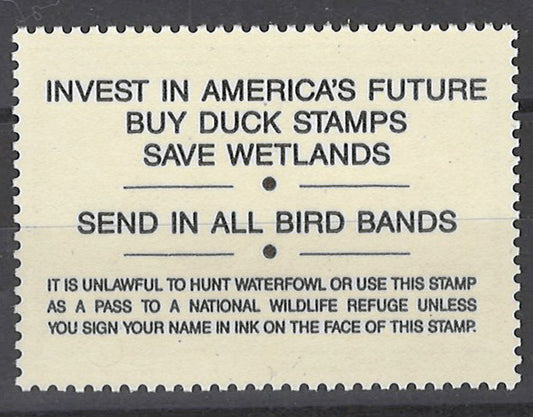 INVEST IN AMERICA'S FUTURE
BUY DUCK STAMPS
SAVE WETLANDS
SEND IN ALL BIRD BANDS
IT IS UNLAWFUL TO HUNT WATERFOWL OR USE THIS STAMP
AS A PASS TO A NATIONAL WILDLIFE REFUGE UNLESS
YOU SIGN YOUR NAME IN INK ON THE FACE OF THIS STAMP.